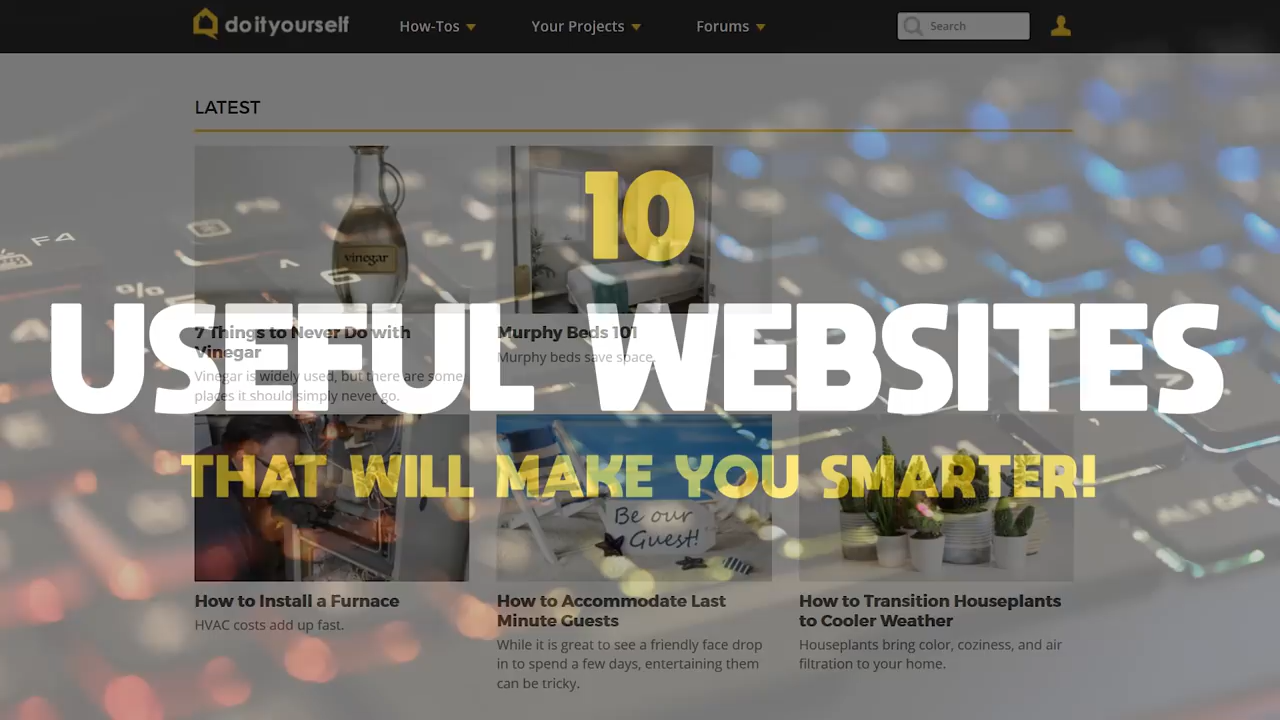 doityourself
How-Tos
Your Projects
Forums
Search
LATEST
10
USEFUL WEBSITES
THAT WILL MAKE YOU SMARTER!
F4
%
^
&
7
vinegar
7 Things to Never Do with
Vinegar
Vinegar is widely used, but there are some
places it should simply never go.
Murphy Beds 101
Murphy beds save space.
Be our
Guest!
ALT GR
How to Install a Furnace
HVAC costs add up fast.
How to Accommodate Last
Minute Guests
While it is great to see a friendly face drop
in to spend a few days, entertaining them
can be tricky.
How to Transition Houseplants
to Cooler Weather
Houseplants bring color, coziness, and air
filtration to your home.